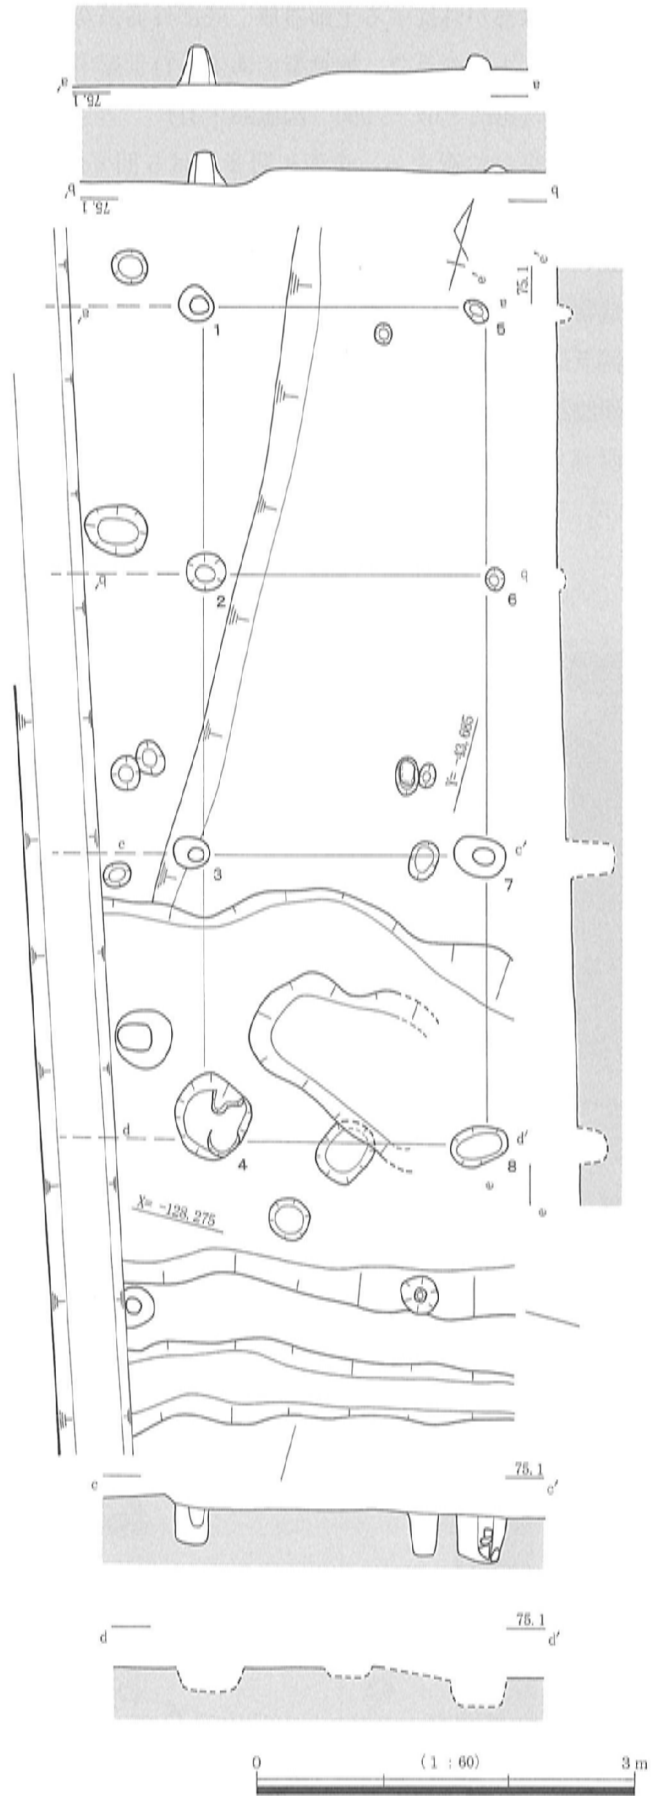 a′
75.1
a
b′
75.1
b
e′
75.1
e′
a′
a
1
5
b′
b
2
6
Y= -43,685
c
c′
3
7
d
d′
4
8
e
e
X= -128,275
c
75.1
c′
d
75.1
d′
0
(1 : 60)
3 m